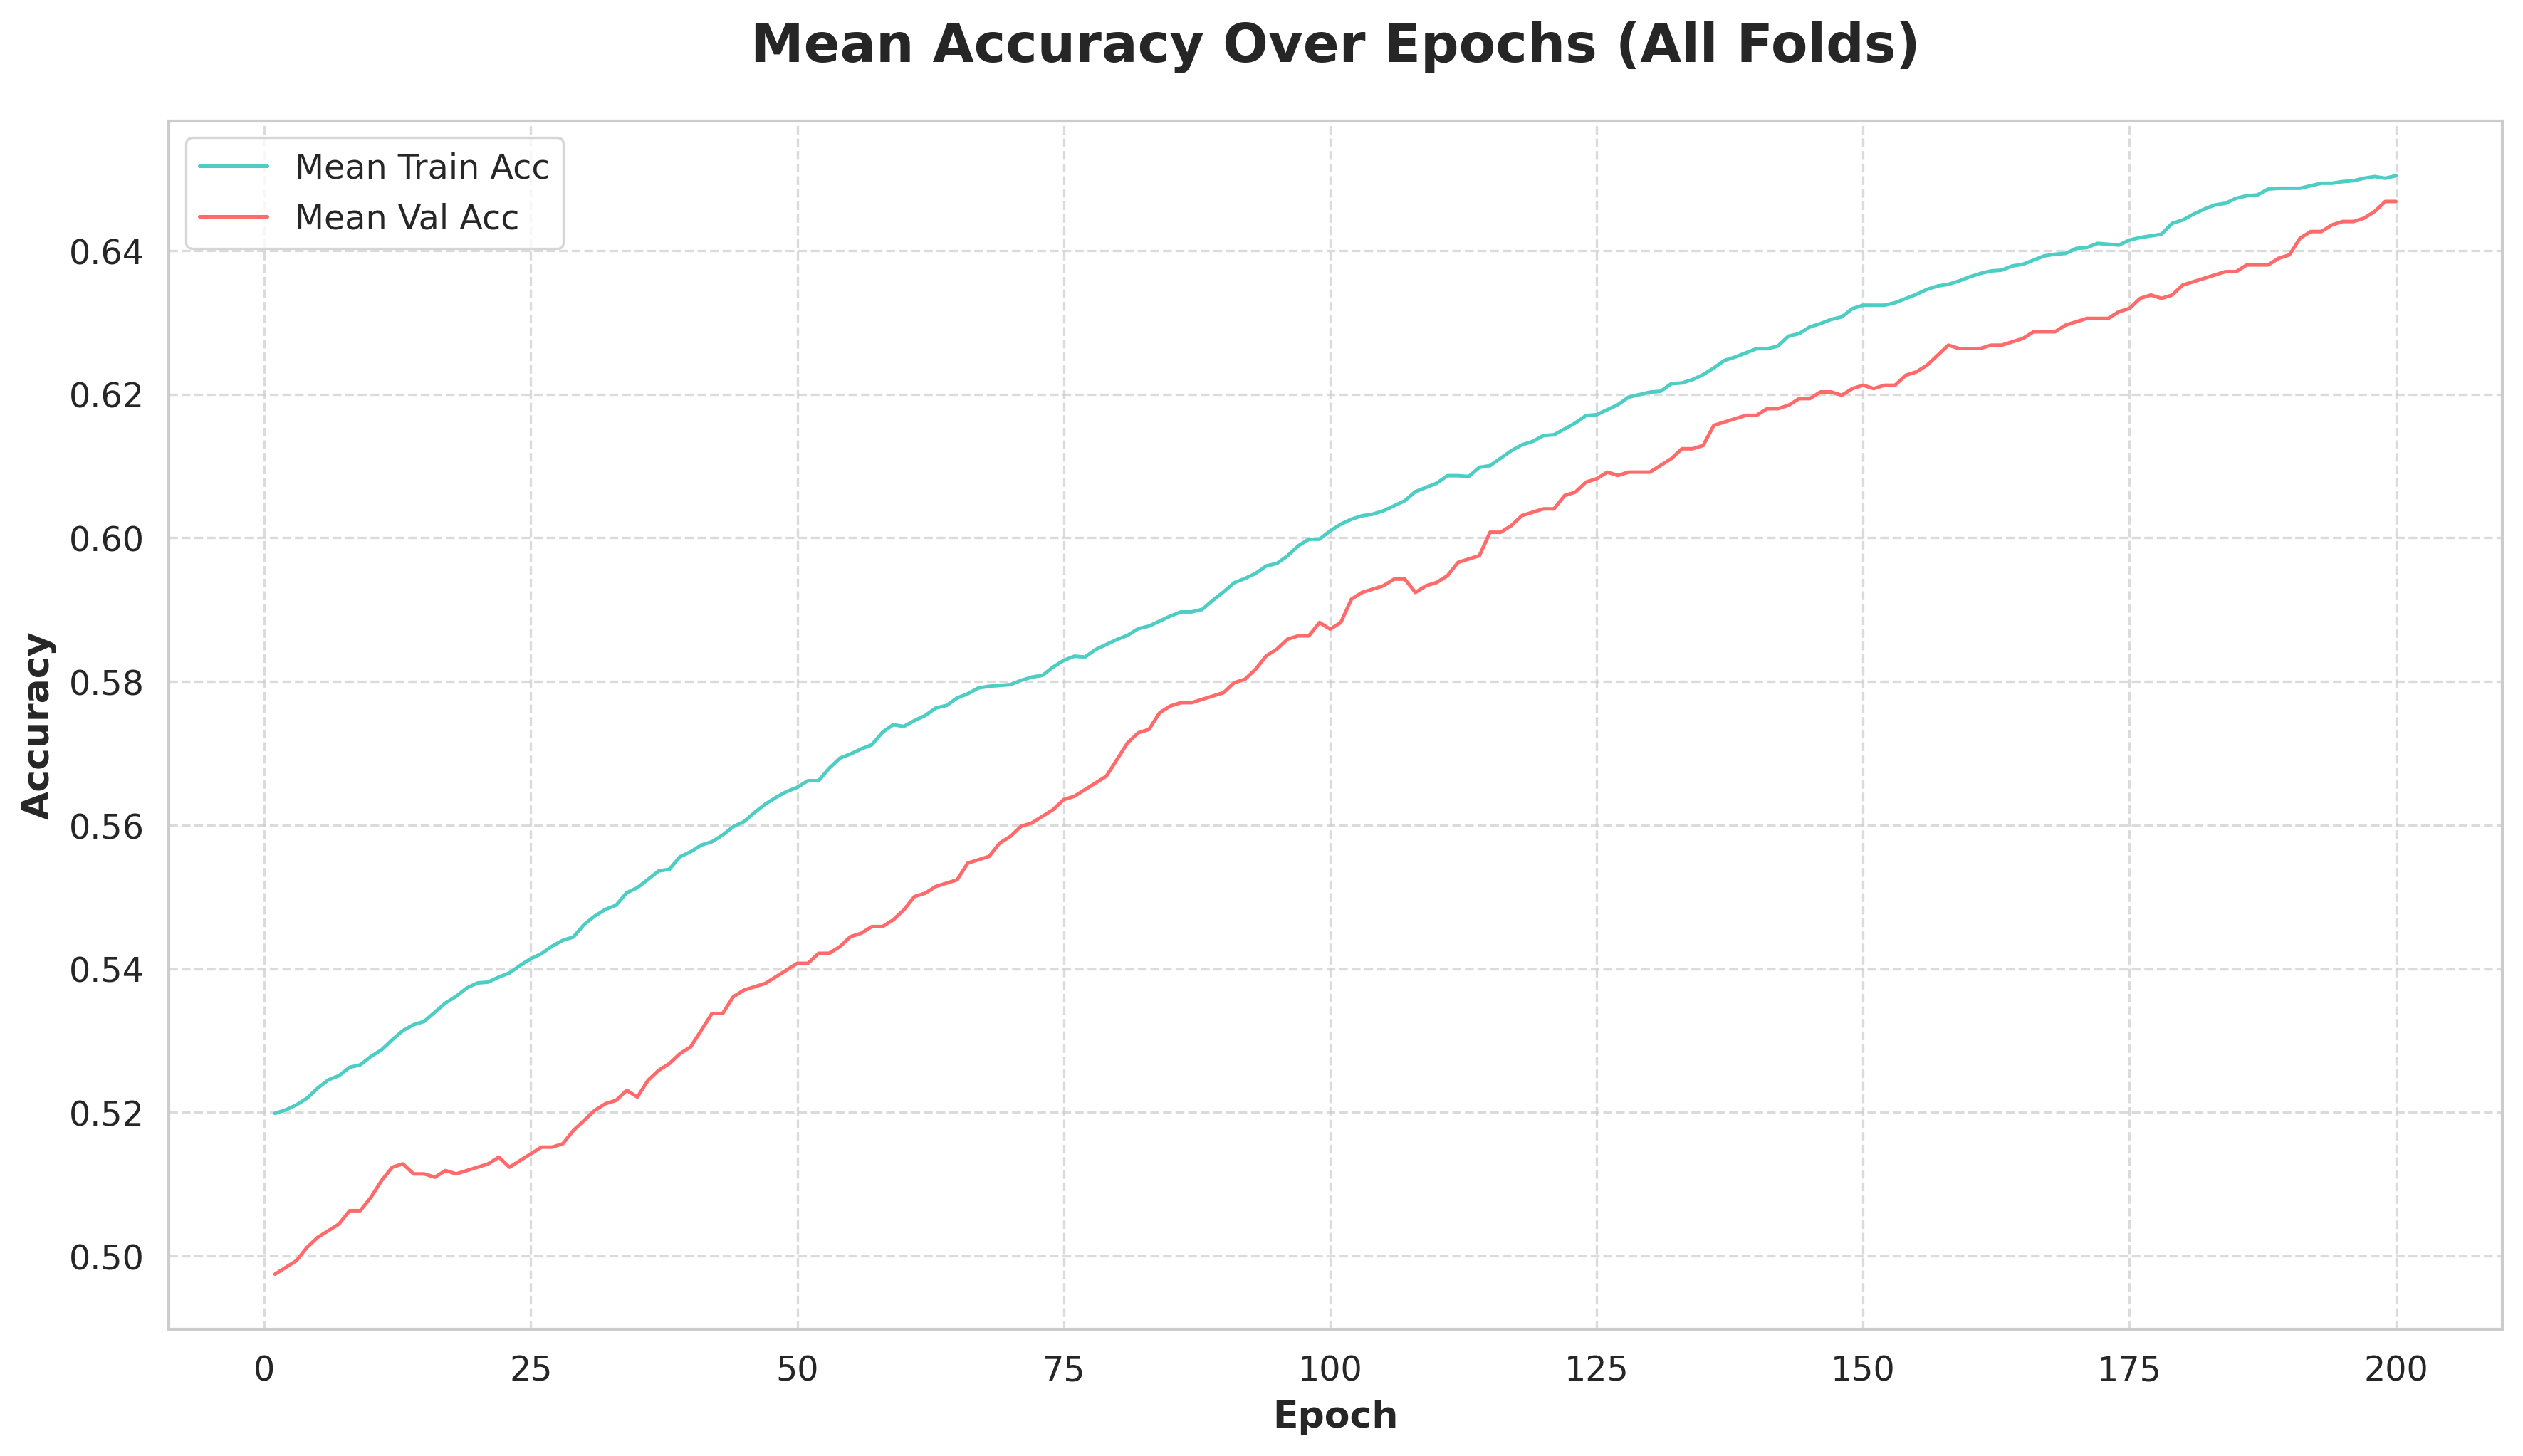 Mean Accuracy Over Epochs (All Folds)
Mean Train Acc
Mean Val Acc
0.64
0.62
0.60
0.58
0.56
0.54
0.52
0.50
Accuracy
0 25 50 75 100 125 150 175 200
Epoch